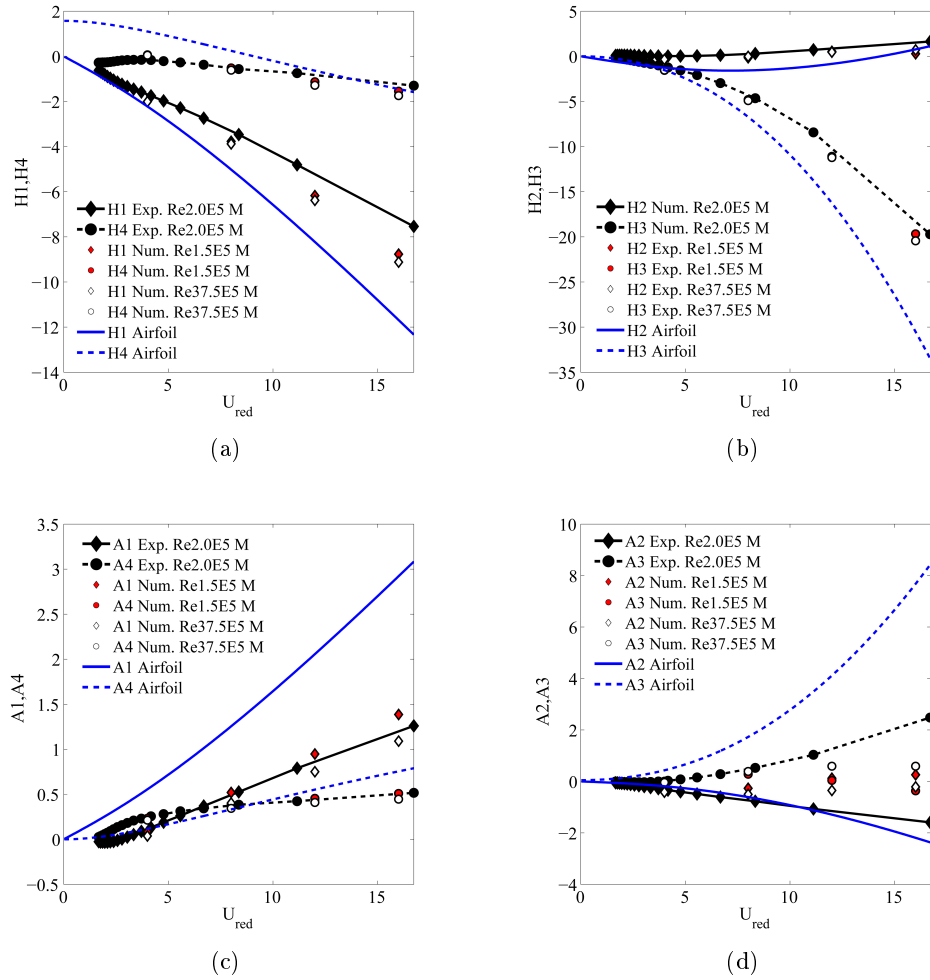 2
0
−2
−4
−6
−8
−10
−12
−14
H1,H4
H1 Exp. Re2.0E5 M
H4 Exp. Re2.0E5 M
H1 Num. Re1.5E5 M
H4 Num. Re1.5E5 M
H1 Num. Re37.5E5 M
H4 Num. Re37.5E5 M
H1 Airfoil
H4 Airfoil
0 5 10 15
U_red
(a)
5
0
−5
−10
−15
−20
−25
−30
−35
H2,H3
H2 Num. Re2.0E5 M
H3 Num. Re2.0E5 M
H2 Exp. Re1.5E5 M
H3 Exp. Re1.5E5 M
H2 Exp. Re37.5E5 M
H3 Exp. Re37.5E5 M
H2 Airfoil
H3 Airfoil
0 5 10 15
U_red
(b)
3.5
3
2.5
2
1.5
1
0.5
0
−0.5
A1,A4
A1 Exp. Re2.0E5 M
A4 Exp. Re2.0E5 M
A1 Num. Re1.5E5 M
A4 Num. Re1.5E5 M
A1 Num. Re37.5E5 M
A4 Num. Re37.5E5 M
A1 Airfoil
A4 Airfoil
0 5 10 15
U_red
(c)
10
8
6
4
2
0
−2
−4
A2,A3
A2 Exp. Re2.0E5 M
A3 Exp. Re2.0E5 M
A2 Num. Re1.5E5 M
A3 Num. Re1.5E5 M
A2 Num. Re37.5E5 M
A3 Num. Re37.5E5 M
A2 Airfoil
A3 Airfoil
0 5 10 15
U_red
(d)